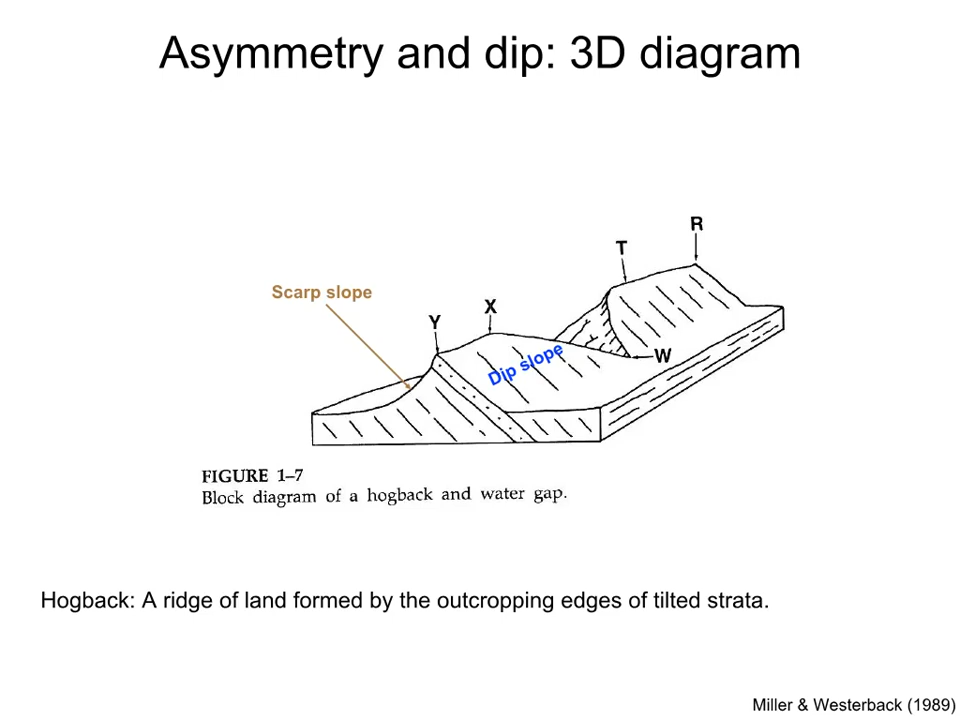 Asymmetry and dip: 3D diagram
R
T
Scarp slope
X
Y
Dip slope
W
FIGURE 1–7
Block diagram of a hogback and water gap.
Hogback: A ridge of land formed by the outcropping edges of tilted strata.
Miller & Westerback (1989)